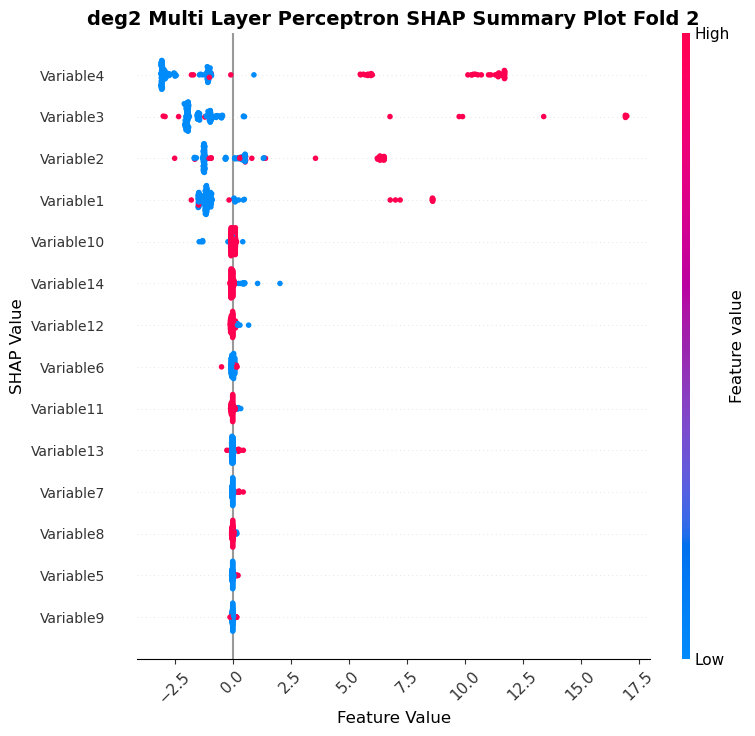 deg2 Multi Layer Perceptron SHAP Summary Plot Fold 2
High
Variable4
Variable3
Variable2
Variable1
Variable10
Variable14
Variable12
Variable6
Variable11
Variable13
Variable7
Variable8
Variable5
Variable9
SHAP Value
Feature value
Low
−2.5 0.0 2.5 5.0 7.5 10.0 12.5 15.0 17.5
Feature Value